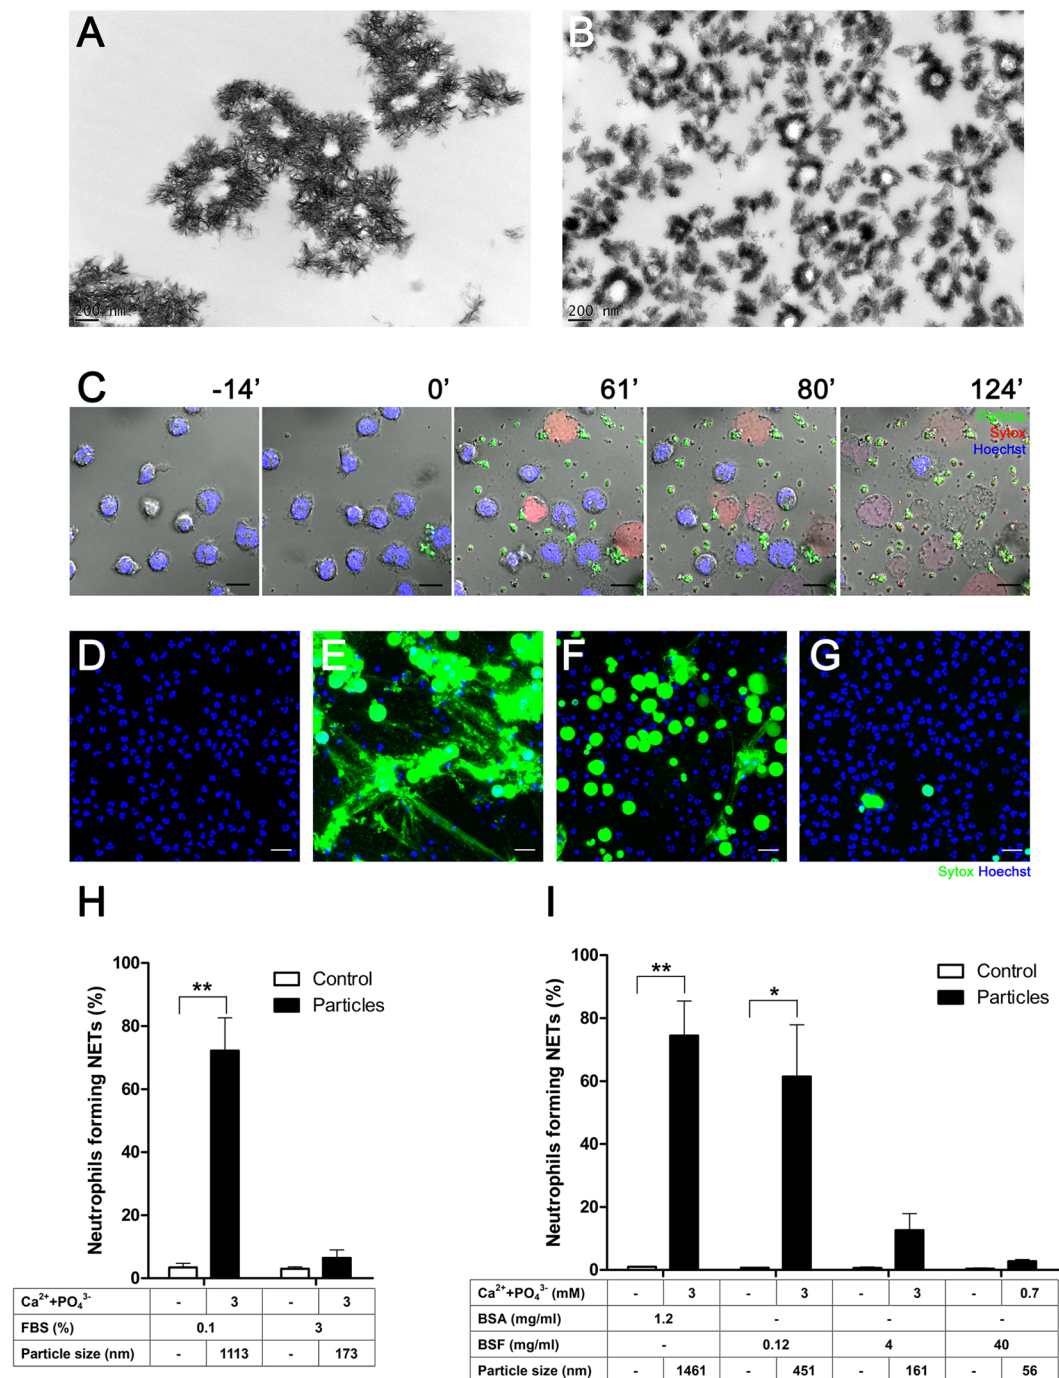 A
B
200 nm
200 nm
C
-14’
0’
61’
80’
124’
Particle
Sytox
Hoechst
D
E
F
G
Sytox Hoechst
H
I
Neutrophils forming NETs (%)
100
80
60
40
20
0
**
Control
Particles
Ca²⁺+PO₄³⁻ - 3 - 3
FBS (%) 0.1 3
Particle size (nm) - 1113 - 173
Neutrophils forming NETs (%)
100
80
60
40
20
0
**
*
Control
Particles
Ca²⁺+PO₄³⁻ (mM) - 3 - 3 - 3 - 0.7
BSA (mg/ml) 1.2 - - -
BSF (mg/ml) - 0.12 4 40
Particle size (nm) - 1461 - 451 - 161 - 56